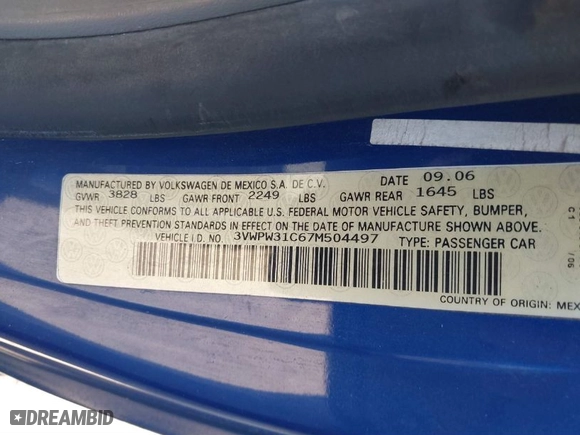 MANUFACTURED BY VOLKSWAGEN DE MEXICO S.A. DE C.V. DATE 09.06
GVWR 3828 LBS GAWR FRONT 2249 LBS GAWR REAR 1645 LBS
THIS VEHICLE CONFORMS TO ALL APPLICABLE U.S. FEDERAL MOTOR VEHICLE SAFETY, BUMPER,
AND THEFT PREVENTION STANDARDS IN EFFECT ON THE DATE OF MANUFACTURE SHOWN ABOVE.
VEHICLE I.D. NO. 3VWPW31C67M504497 TYPE: PASSENGER CAR
COUNTRY OF ORIGIN: MEX
DREAMBID